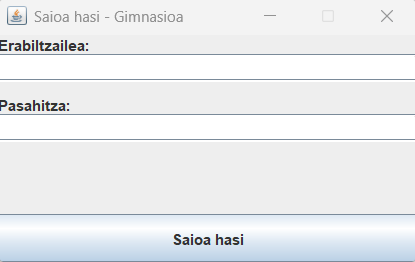 Saioa hasi - Gimnasioa
Erabiltzailea:
Pasahitza:
Saioa hasi